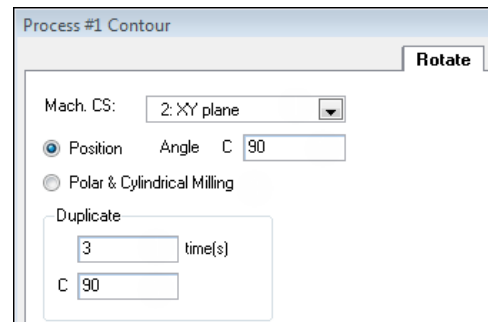 Process #1 Contour
Rotate
Mach. CS: 2: XY plane
Position Angle C 90
Polar & Cylindrical Milling
Duplicate
3 time(s)
C 90